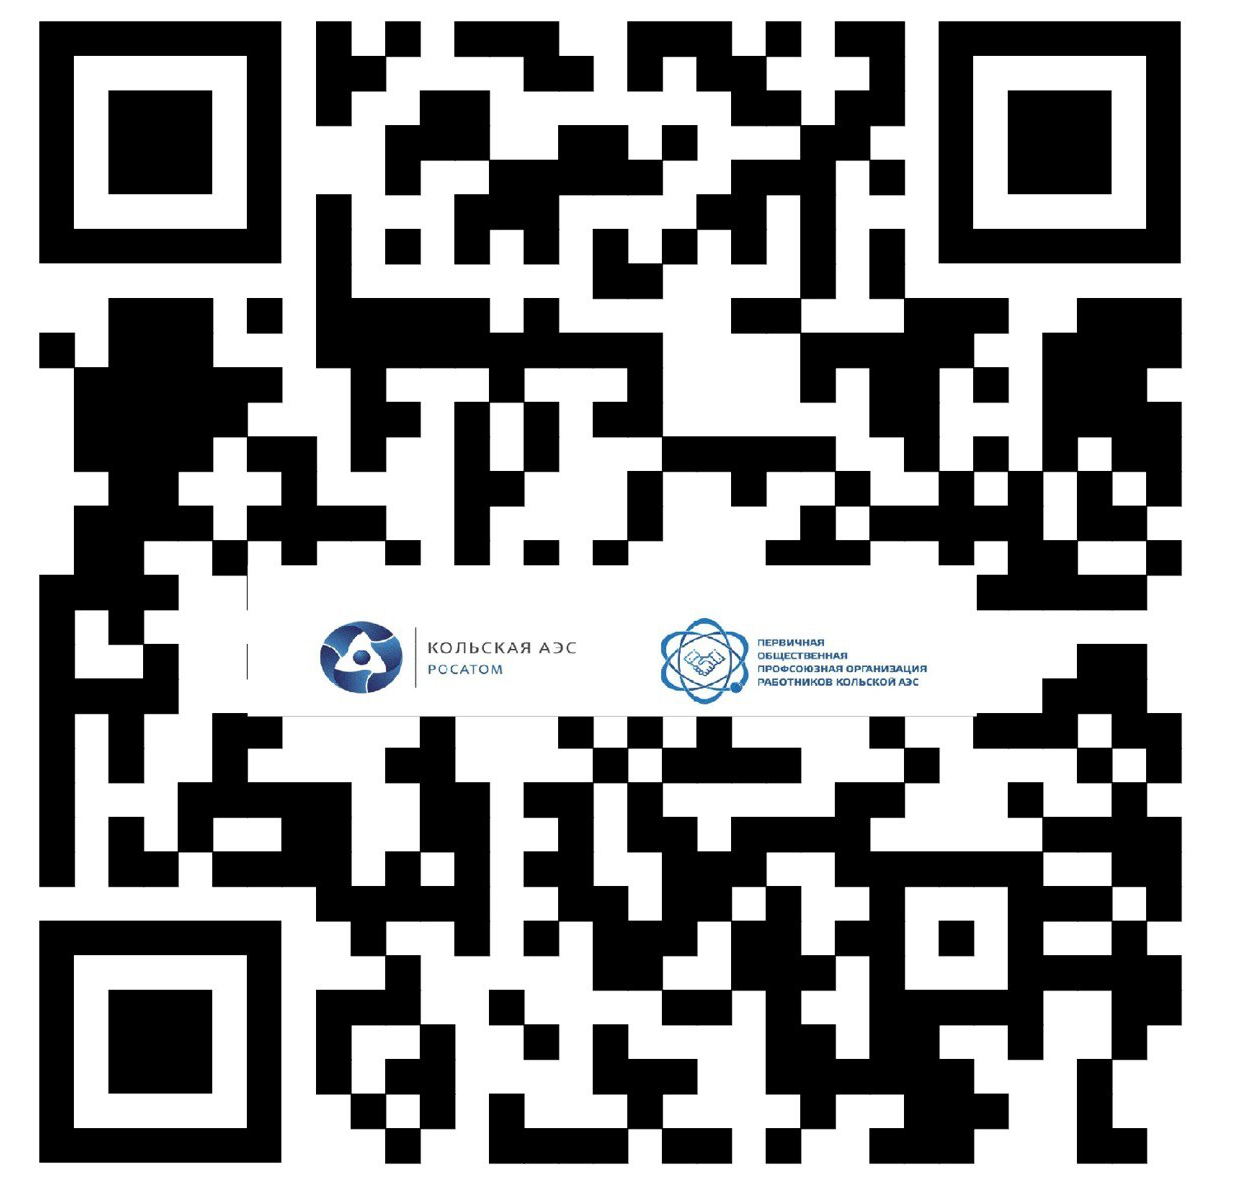 КОЛЬСКАЯ АЭС
РОСАТОМ
ПЕРВИЧНАЯ
ОБЩЕСТВЕННАЯ
ПРОФСОЮЗНАЯ ОРГАНИЗАЦИЯ
РАБОТНИКОВ КОЛЬСКОЙ АЭС